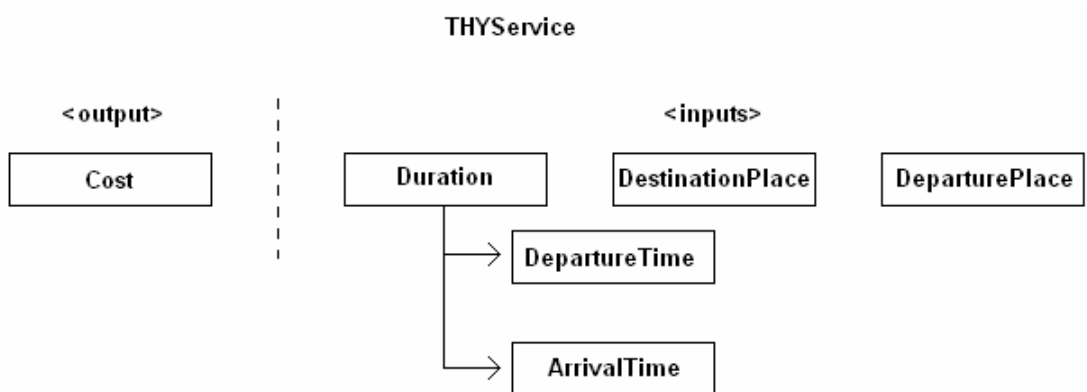 THYService
<output>
<inputs>
Cost
Duration
DestinationPlace
DeparturePlace
DepartureTime
ArrivalTime